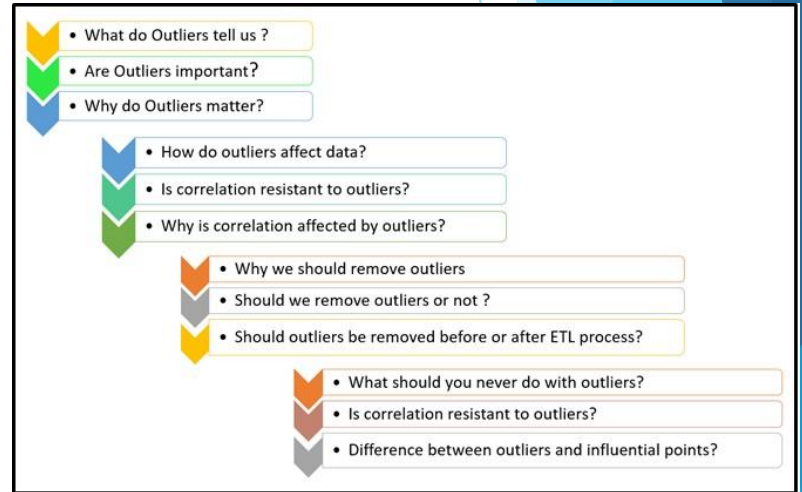 • What do Outliers tell us ?
• Are Outliers important?
• Why do Outliers matter?
• How do outliers affect data?
• Is correlation resistant to outliers?
• Why is correlation affected by outliers?
• Why we should remove outliers
• Should we remove outliers or not ?
• Should outliers be removed before or after ETL process?
• What should you never do with outliers?
• Is correlation resistant to outliers?
• Difference between outliers and influential points?